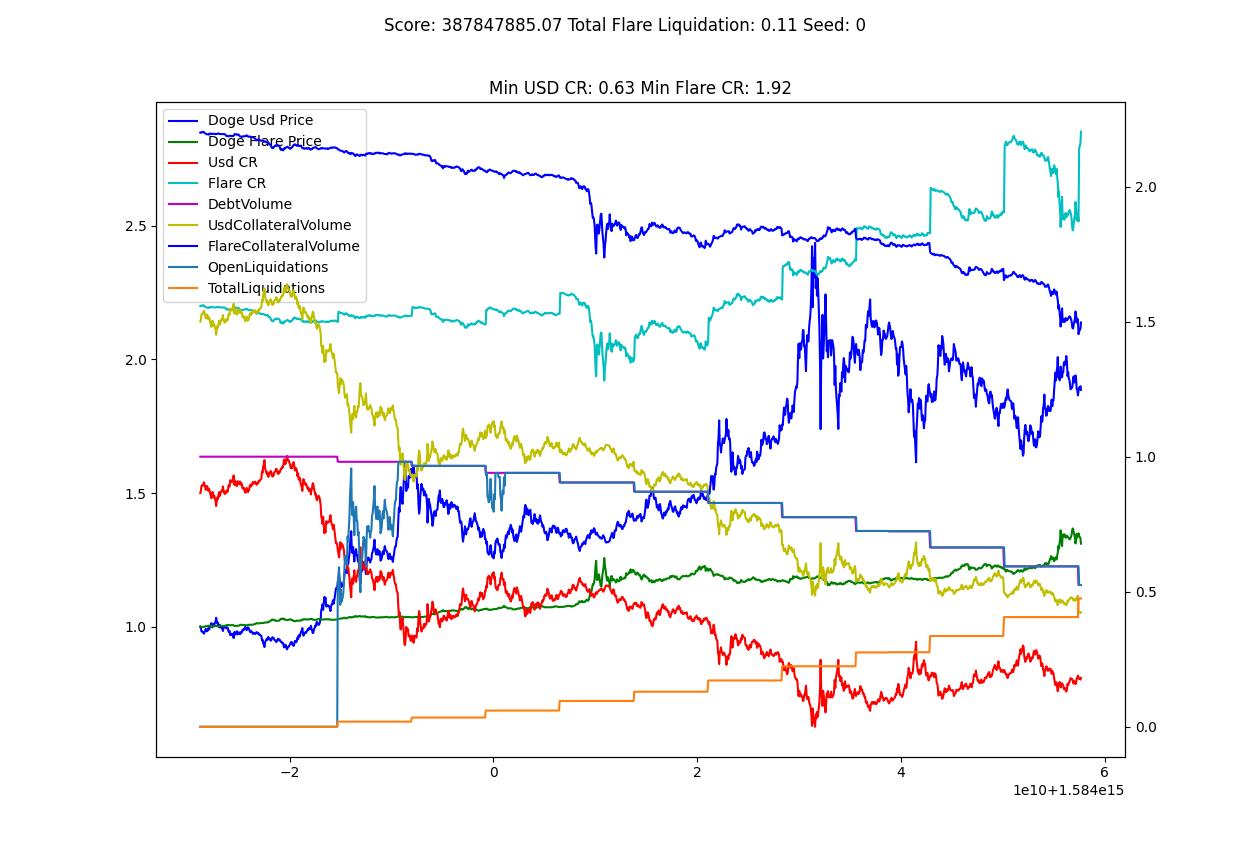 Score: 387847885.07 Total Flare Liquidation: 0.11 Seed: 0
Min USD CR: 0.63 Min Flare CR: 1.92
Doge Usd Price
Doge Flare Price
Usd CR
Flare CR
DebtVolume
UsdCollateralVolume
FlareCollateralVolume
OpenLiquidations
TotalLiquidations
2.5
2.0
1.5
1.0
2.0
1.5
1.0
0.5
0.0
−2 0 2 4 6
1e10+1.584e15